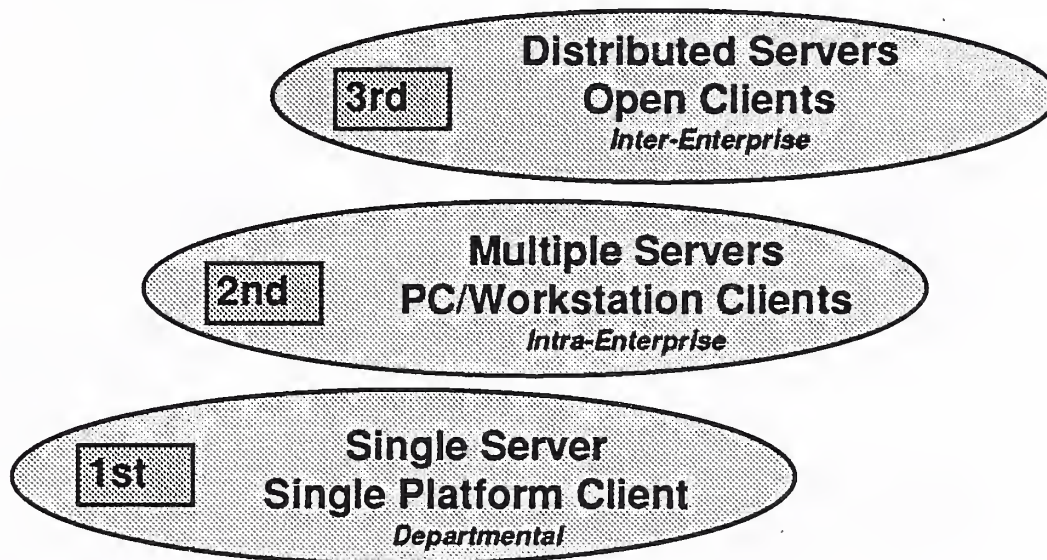 3rd
Distributed Servers
Open Clients
Inter-Enterprise
2nd
Multiple Servers
PC/Workstation Clients
Intra-Enterprise
1st
Single Server
Single Platform Client
Departmental